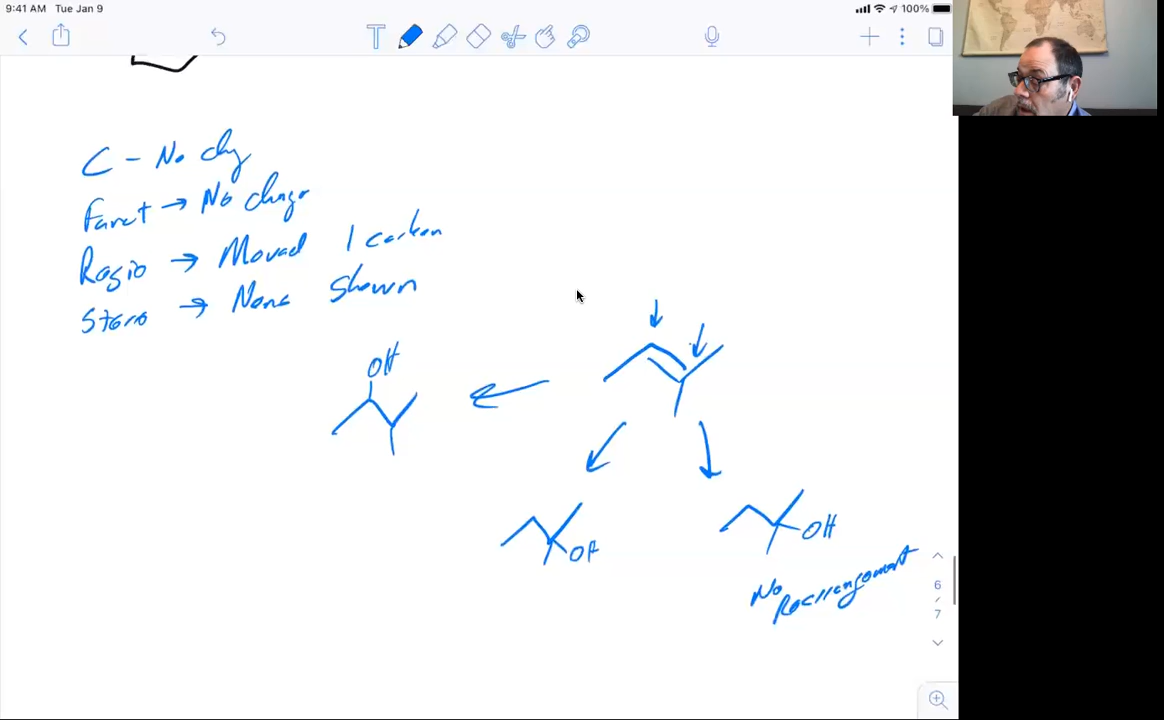 9:41 AM Tue Jan 9
100%
T
C - No chg
Funct → No change
Regio → Moved 1 carbon
Stereo → None shown
OH
OH
OH
No
Rearrangement
6
/
7